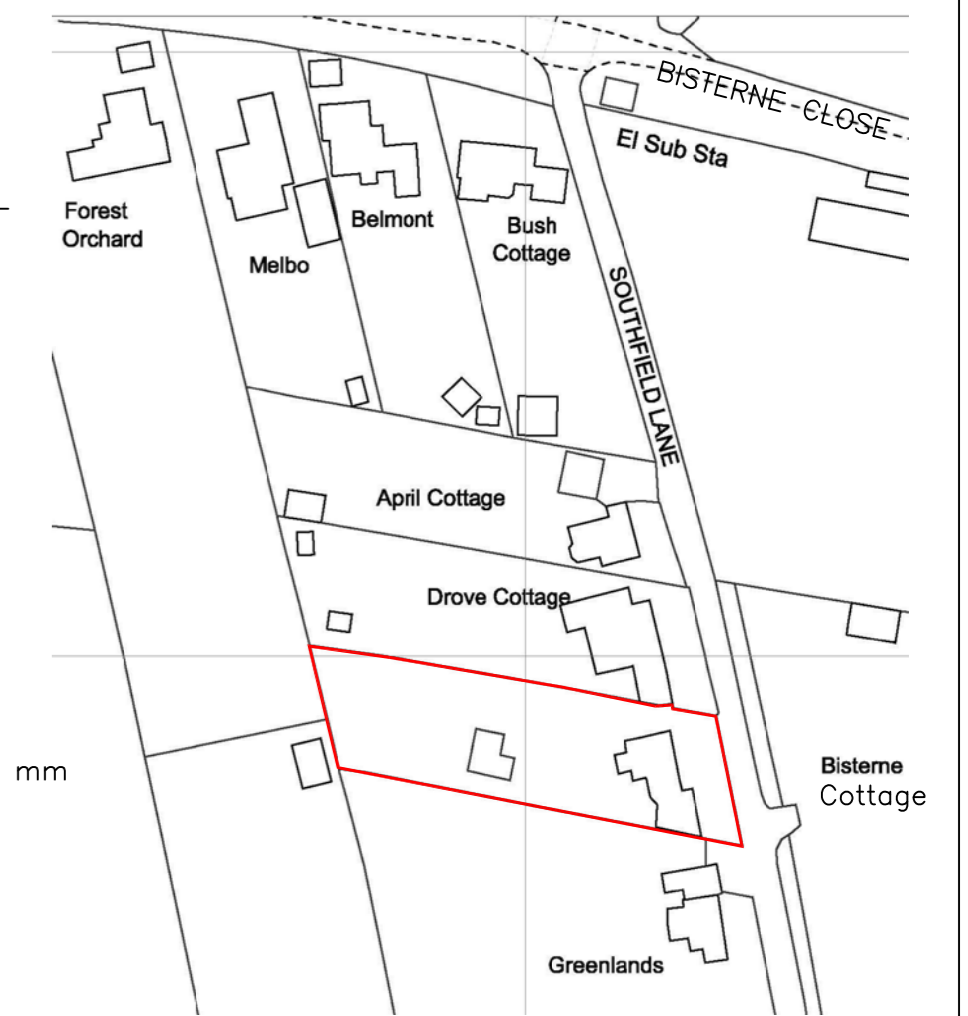 BISTERNE CLOSE
El Sub Sta
Forest
Orchard
Melbo
Belmont
Bush
Cottage
SOUTHFIELD LANE
April Cottage
Drove Cottage
mm
Bisterne
Cottage
Greenlands